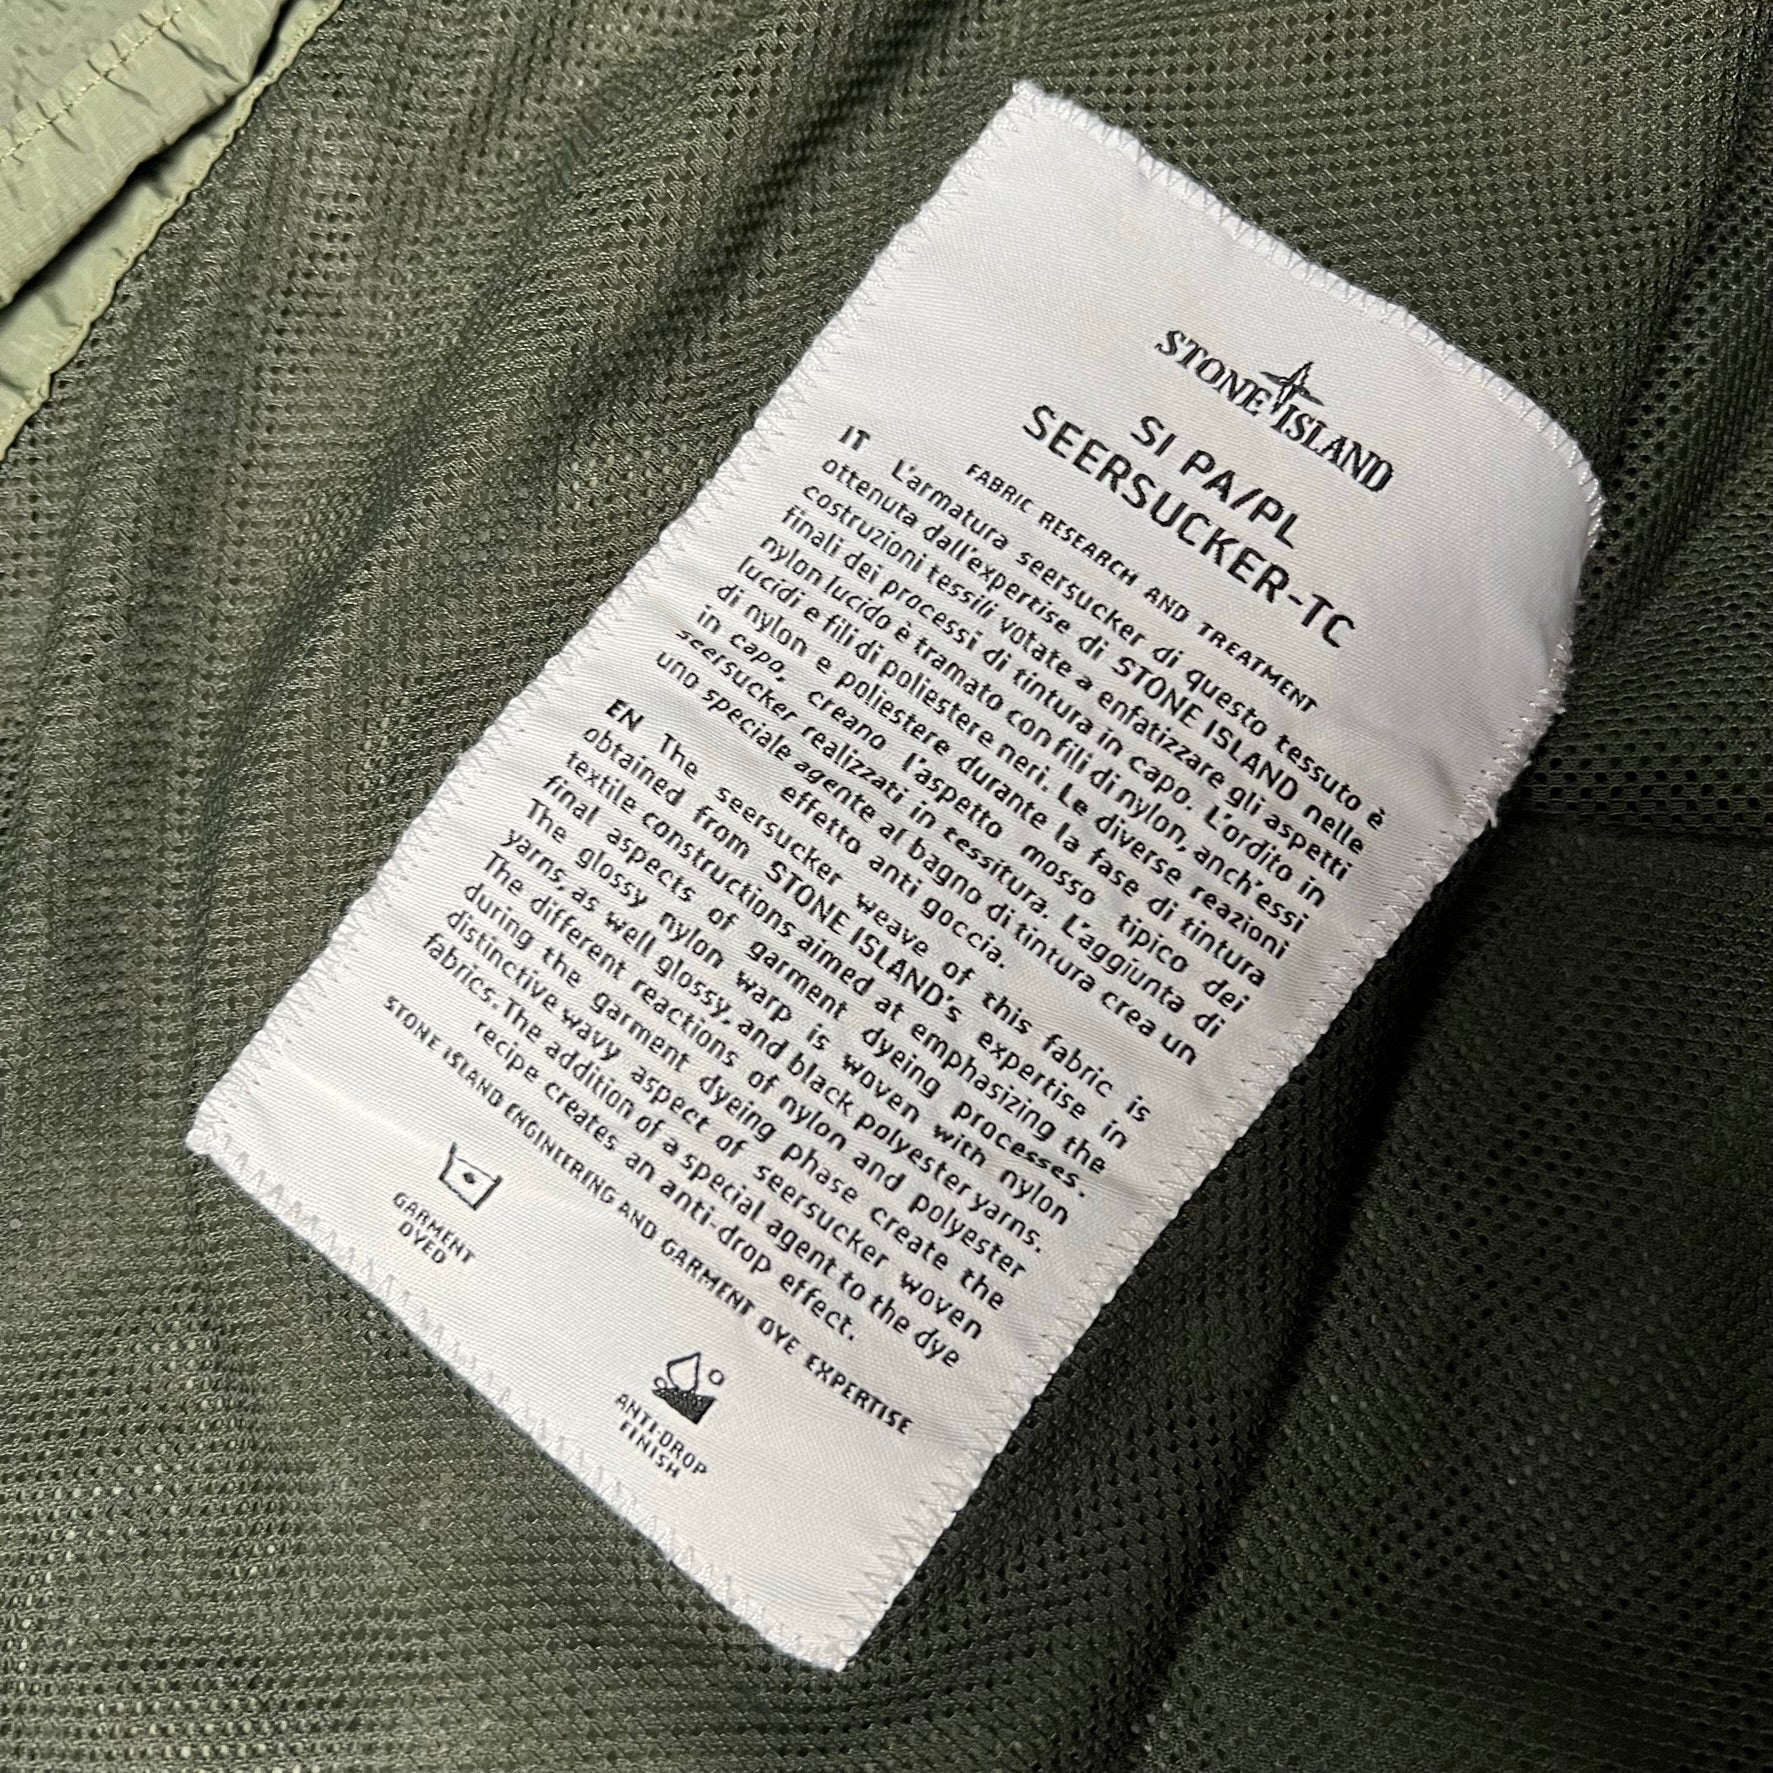 STONE ISLAND
SI PA/PL
SEERSUCKER-TC
FABRIC RESEARCH AND TREATMENT
IT L'armatura seersucker di questo tessuto è
ottenuta dall'expertise di STONE ISLAND nelle
costruzioni tessili votate a enfatizzare gli aspetti
finali dei processi di tintura in capo. L'ordito in
nylon lucido è tramato con fili di nylon, anch'essi
lucidi e fili di poliestere neri. Le diverse reazioni
di nylon e poliestere durante la fase di tintura
in capo, creano l'aspetto mosso tipico dei
seersucker realizzati in tessitura. L'aggiunta di
uno speciale agente al bagno di tintura crea un
effetto anti goccia.
EN The seersucker weave of this fabric is
obtained from STONE ISLAND's expertise in
textile constructions aimed at emphasizing the
final aspects of garment dyeing processes.
The glossy nylon warp is woven with nylon
yarns, as well glossy, and black polyester yarns.
The different reactions of nylon and polyester
during the garment dyeing phase create the
distinctive wavy aspect of seersucker woven
fabrics. The addition of a special agent to the dye
recipe creates an anti-drop effect.
STONE ISLAND ENGINEERING AND GARMENT DYE EXPERTISE
GARMENT
DYED
ANTI-DROP
FINISH